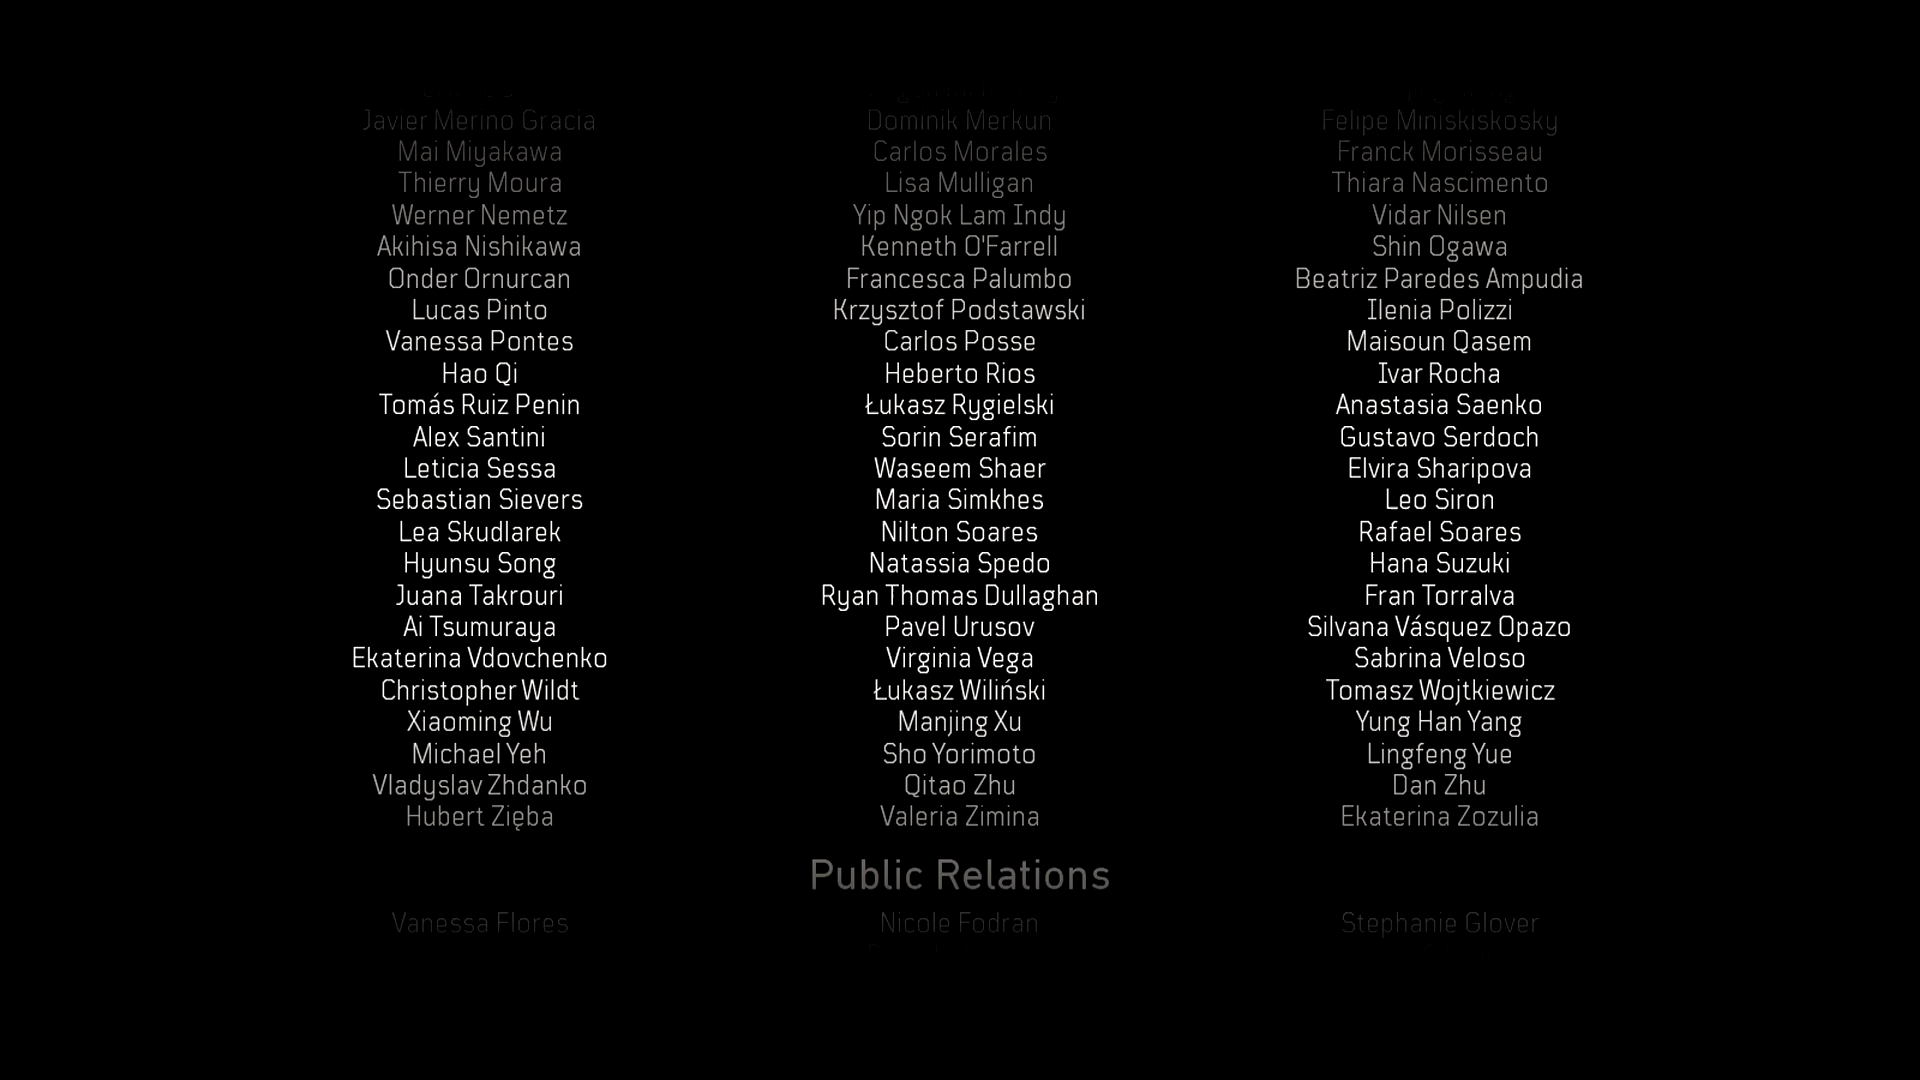 Javier Merino Gracia Dominik Merkun Felipe Miniskiskosky
Mai Miyakawa Carlos Morales Franck Morisseau
Thierry Moura Lisa Mulligan Thiara Nascimento
Werner Nemetz Yip Ngok Lam Indy Vidar Nilsen
Akihisa Nishikawa Kenneth O'Farrell Shin Ogawa
Onder Ornurcan Francesca Palumbo Beatriz Paredes Ampudia
Lucas Pinto Krzysztof Podstawski Ilenia Polizzi
Vanessa Pontes Carlos Posse Maisoun Qasem
Hao Qi Heberto Rios Ivar Rocha
Tomás Ruiz Penin Łukasz Rygielski Anastasia Saenko
Alex Santini Sorin Serafim Gustavo Serdoch
Leticia Sessa Waseem Shaer Elvira Sharipova
Sebastian Sievers Maria Simkhes Leo Siron
Lea Skudlarek Nilton Soares Rafael Soares
Hyunsu Song Natassia Spedo Hana Suzuki
Juana Takrouri Ryan Thomas Dullaghan Fran Torralva
Ai Tsumuraya Pavel Urusov Silvana Vásquez Opazo
Ekaterina Vdovchenko Virginia Vega Sabrina Veloso
Christopher Wildt Łukasz Wiliński Tomasz Wojtkiewicz
Xiaoming Wu Manjing Xu Yung Han Yang
Michael Yeh Sho Yorimoto Lingfeng Yue
Vladyslav Zhdanko Qitao Zhu Dan Zhu
Hubert Zięba Valeria Zimina Ekaterina Zozulia
Public Relations
Vanessa Flores Nicole Fodran Stephanie Glover